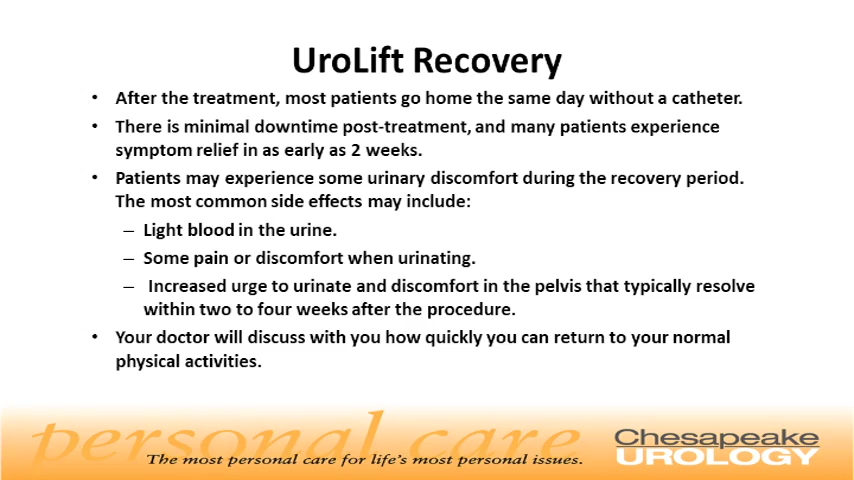 UroLift Recovery
• After the treatment, most patients go home the same day without a catheter.
• There is minimal downtime post-treatment, and many patients experience
symptom relief in as early as 2 weeks.
• Patients may experience some urinary discomfort during the recovery period.
The most common side effects may include:
– Light blood in the urine.
– Some pain or discomfort when urinating.
– Increased urge to urinate and discomfort in the pelvis that typically resolve
within two to four weeks after the procedure.
• Your doctor will discuss with you how quickly you can return to your normal
physical activities.
personal care
The most personal care for life's most personal issues.
Chesapeake
UROLOGY